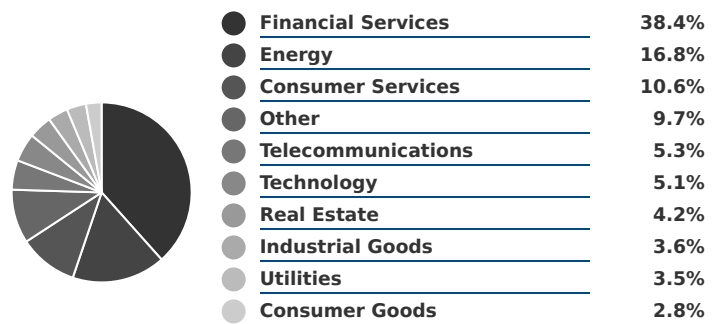 Financial Services 38.4%
Energy 16.8%
Consumer Services 10.6%
Other 9.7%
Telecommunications 5.3%
Technology 5.1%
Real Estate 4.2%
Industrial Goods 3.6%
Utilities 3.5%
Consumer Goods 2.8%